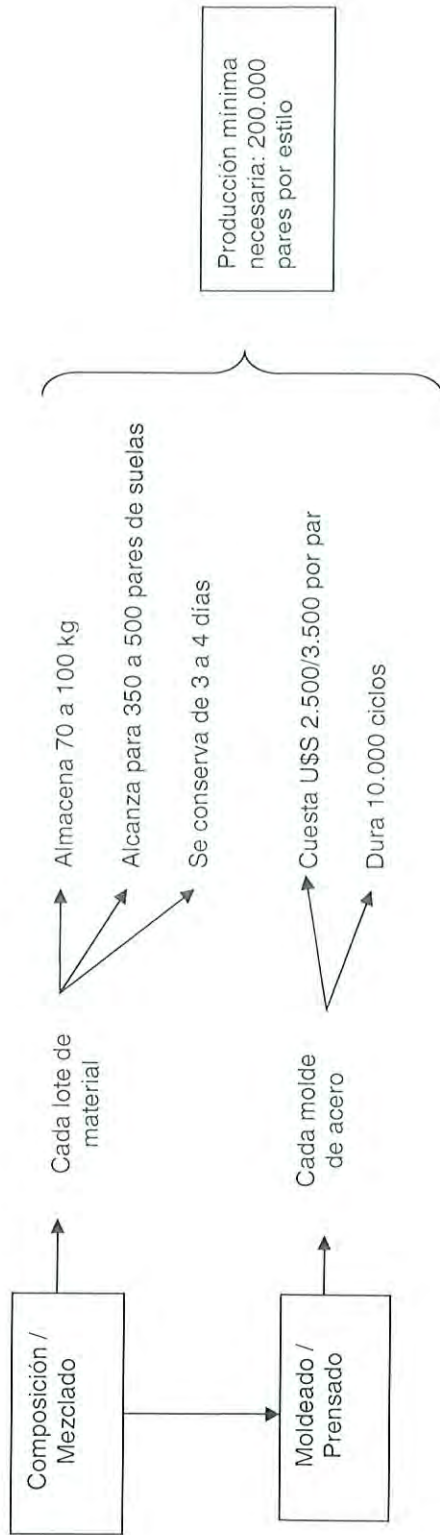 Composición /
Mezclado
Cada lote de
material
Almacena 70 a 100 kg
Alcanza para 350 a 500 pares de suelas
Se conserva de 3 a 4 días
Moldeado /
Prensado
Cada molde
de acero
Cuesta U$S 2.500/3.500 por par
Dura 10.000 ciclos
Producción mínima
necesaria: 200.000
pares por estilo